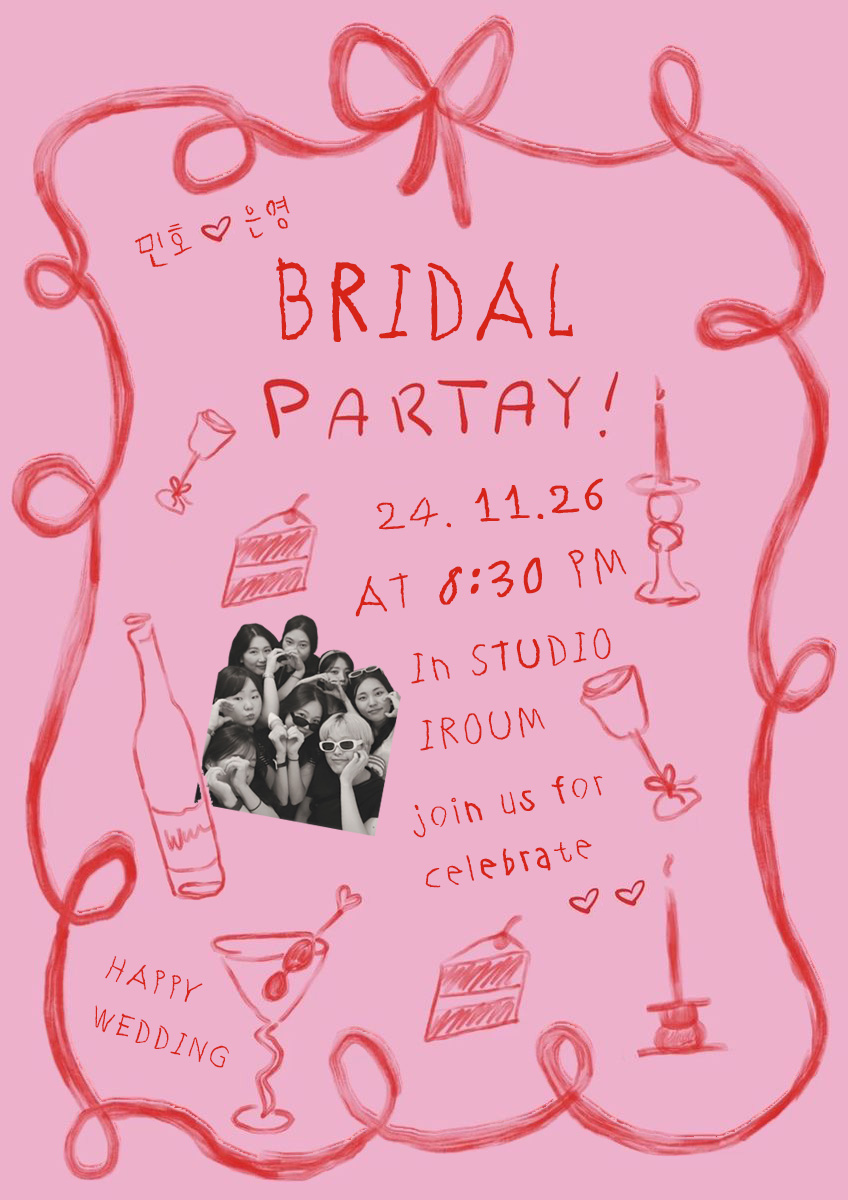 민호♡은영
BRIDAL
PARTAY!
24. 11.26
AT 8:30 PM
In STUDIO
IROUM
join us for
celebrate
HAPPY
WEDDING